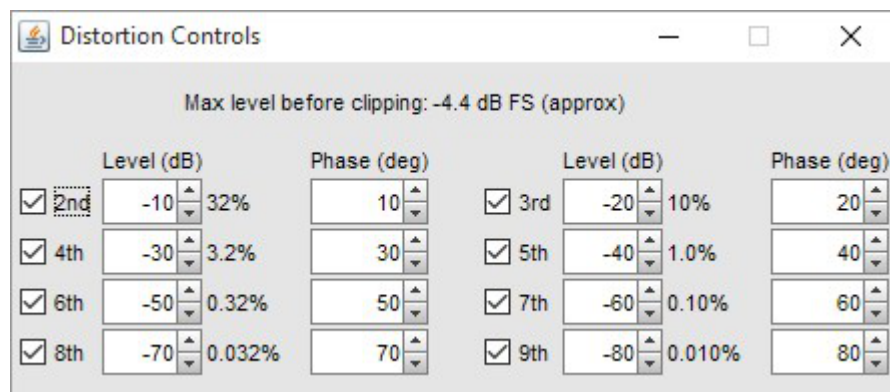 Distortion Controls
Max level before clipping: -4.4 dB FS (approx)
Level (dB) Phase (deg) Level (dB) Phase (deg)
2nd -10 32% 10 3rd -20 10% 20
4th -30 3.2% 30 5th -40 1.0% 40
6th -50 0.32% 50 7th -60 0.10% 60
8th -70 0.032% 70 9th -80 0.010% 80